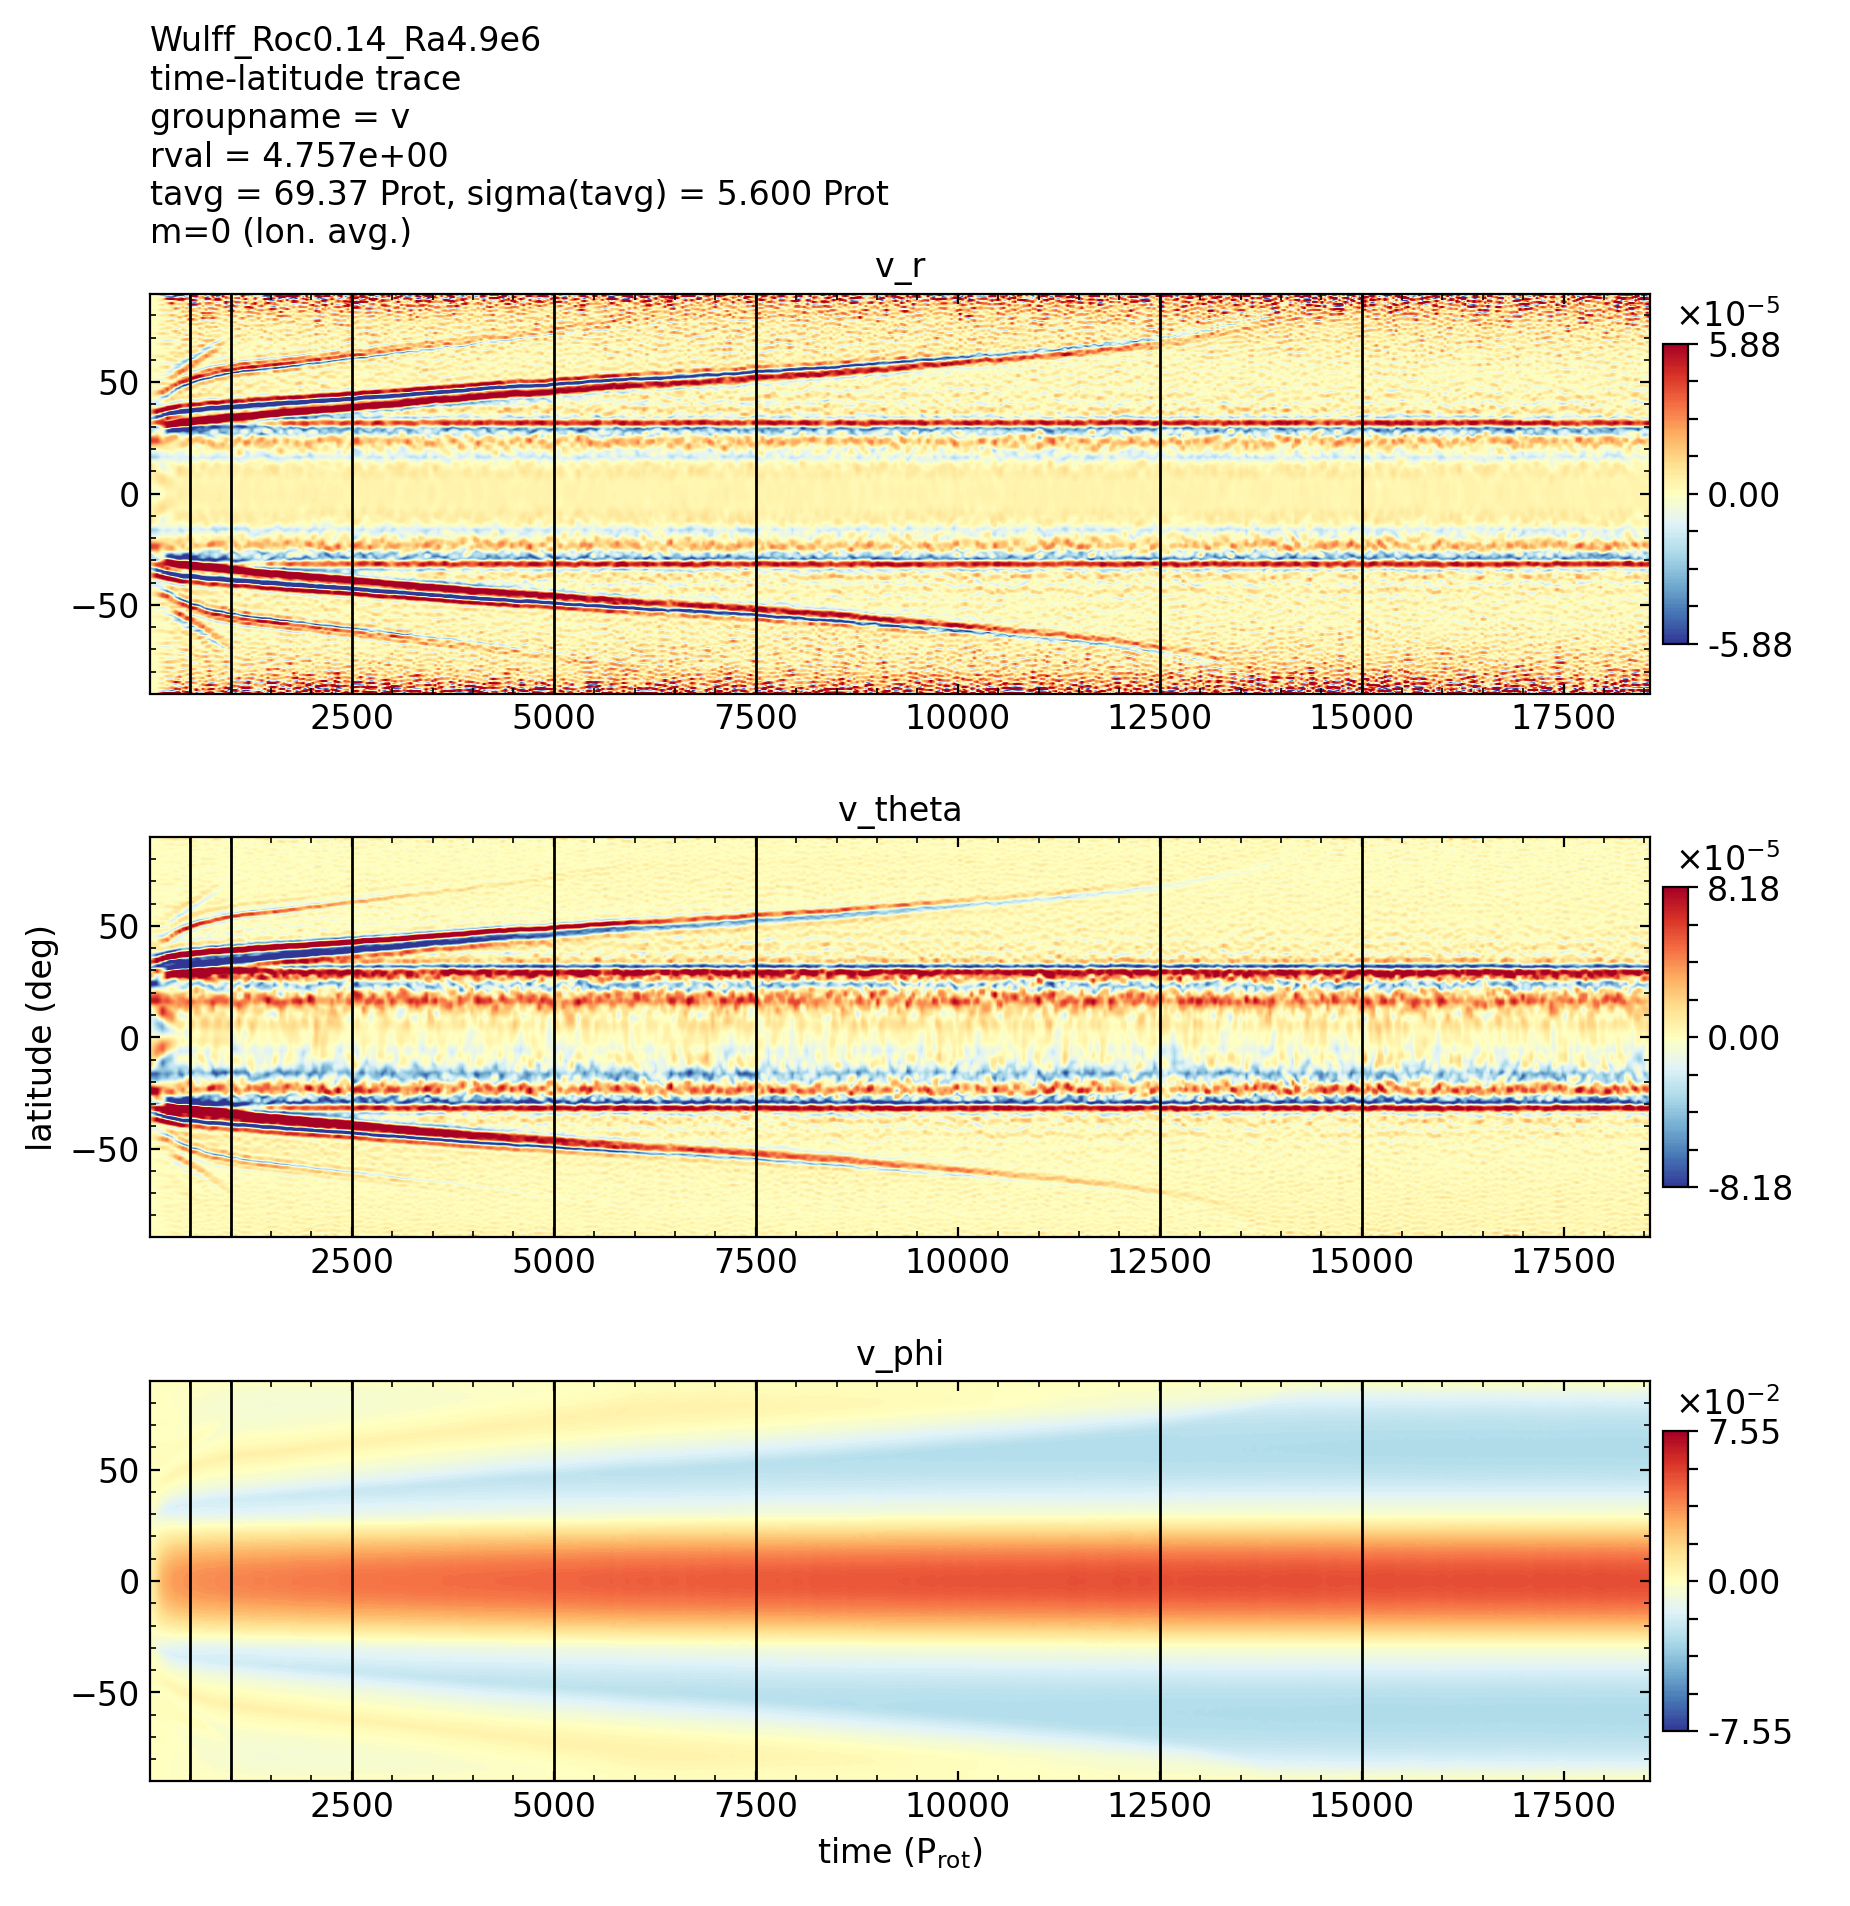 Wulff_Roc0.14_Ra4.9e6
time-latitude trace
groupname = v
rval = 4.757e+00
tavg = 69.37 Prot, sigma(tavg) = 5.600 Prot
m=0 (lon. avg.)
v_r
×10⁻⁵
5.88
0.00
-5.88
50
0
−50
2500 5000 7500 10000 12500 15000 17500
v_theta
×10⁻⁵
8.18
0.00
-8.18
latitude (deg)
50
0
−50
2500 5000 7500 10000 12500 15000 17500
v_phi
×10⁻²
7.55
0.00
-7.55
50
0
−50
2500 5000 7500 10000 12500 15000 17500
time (P_rot)